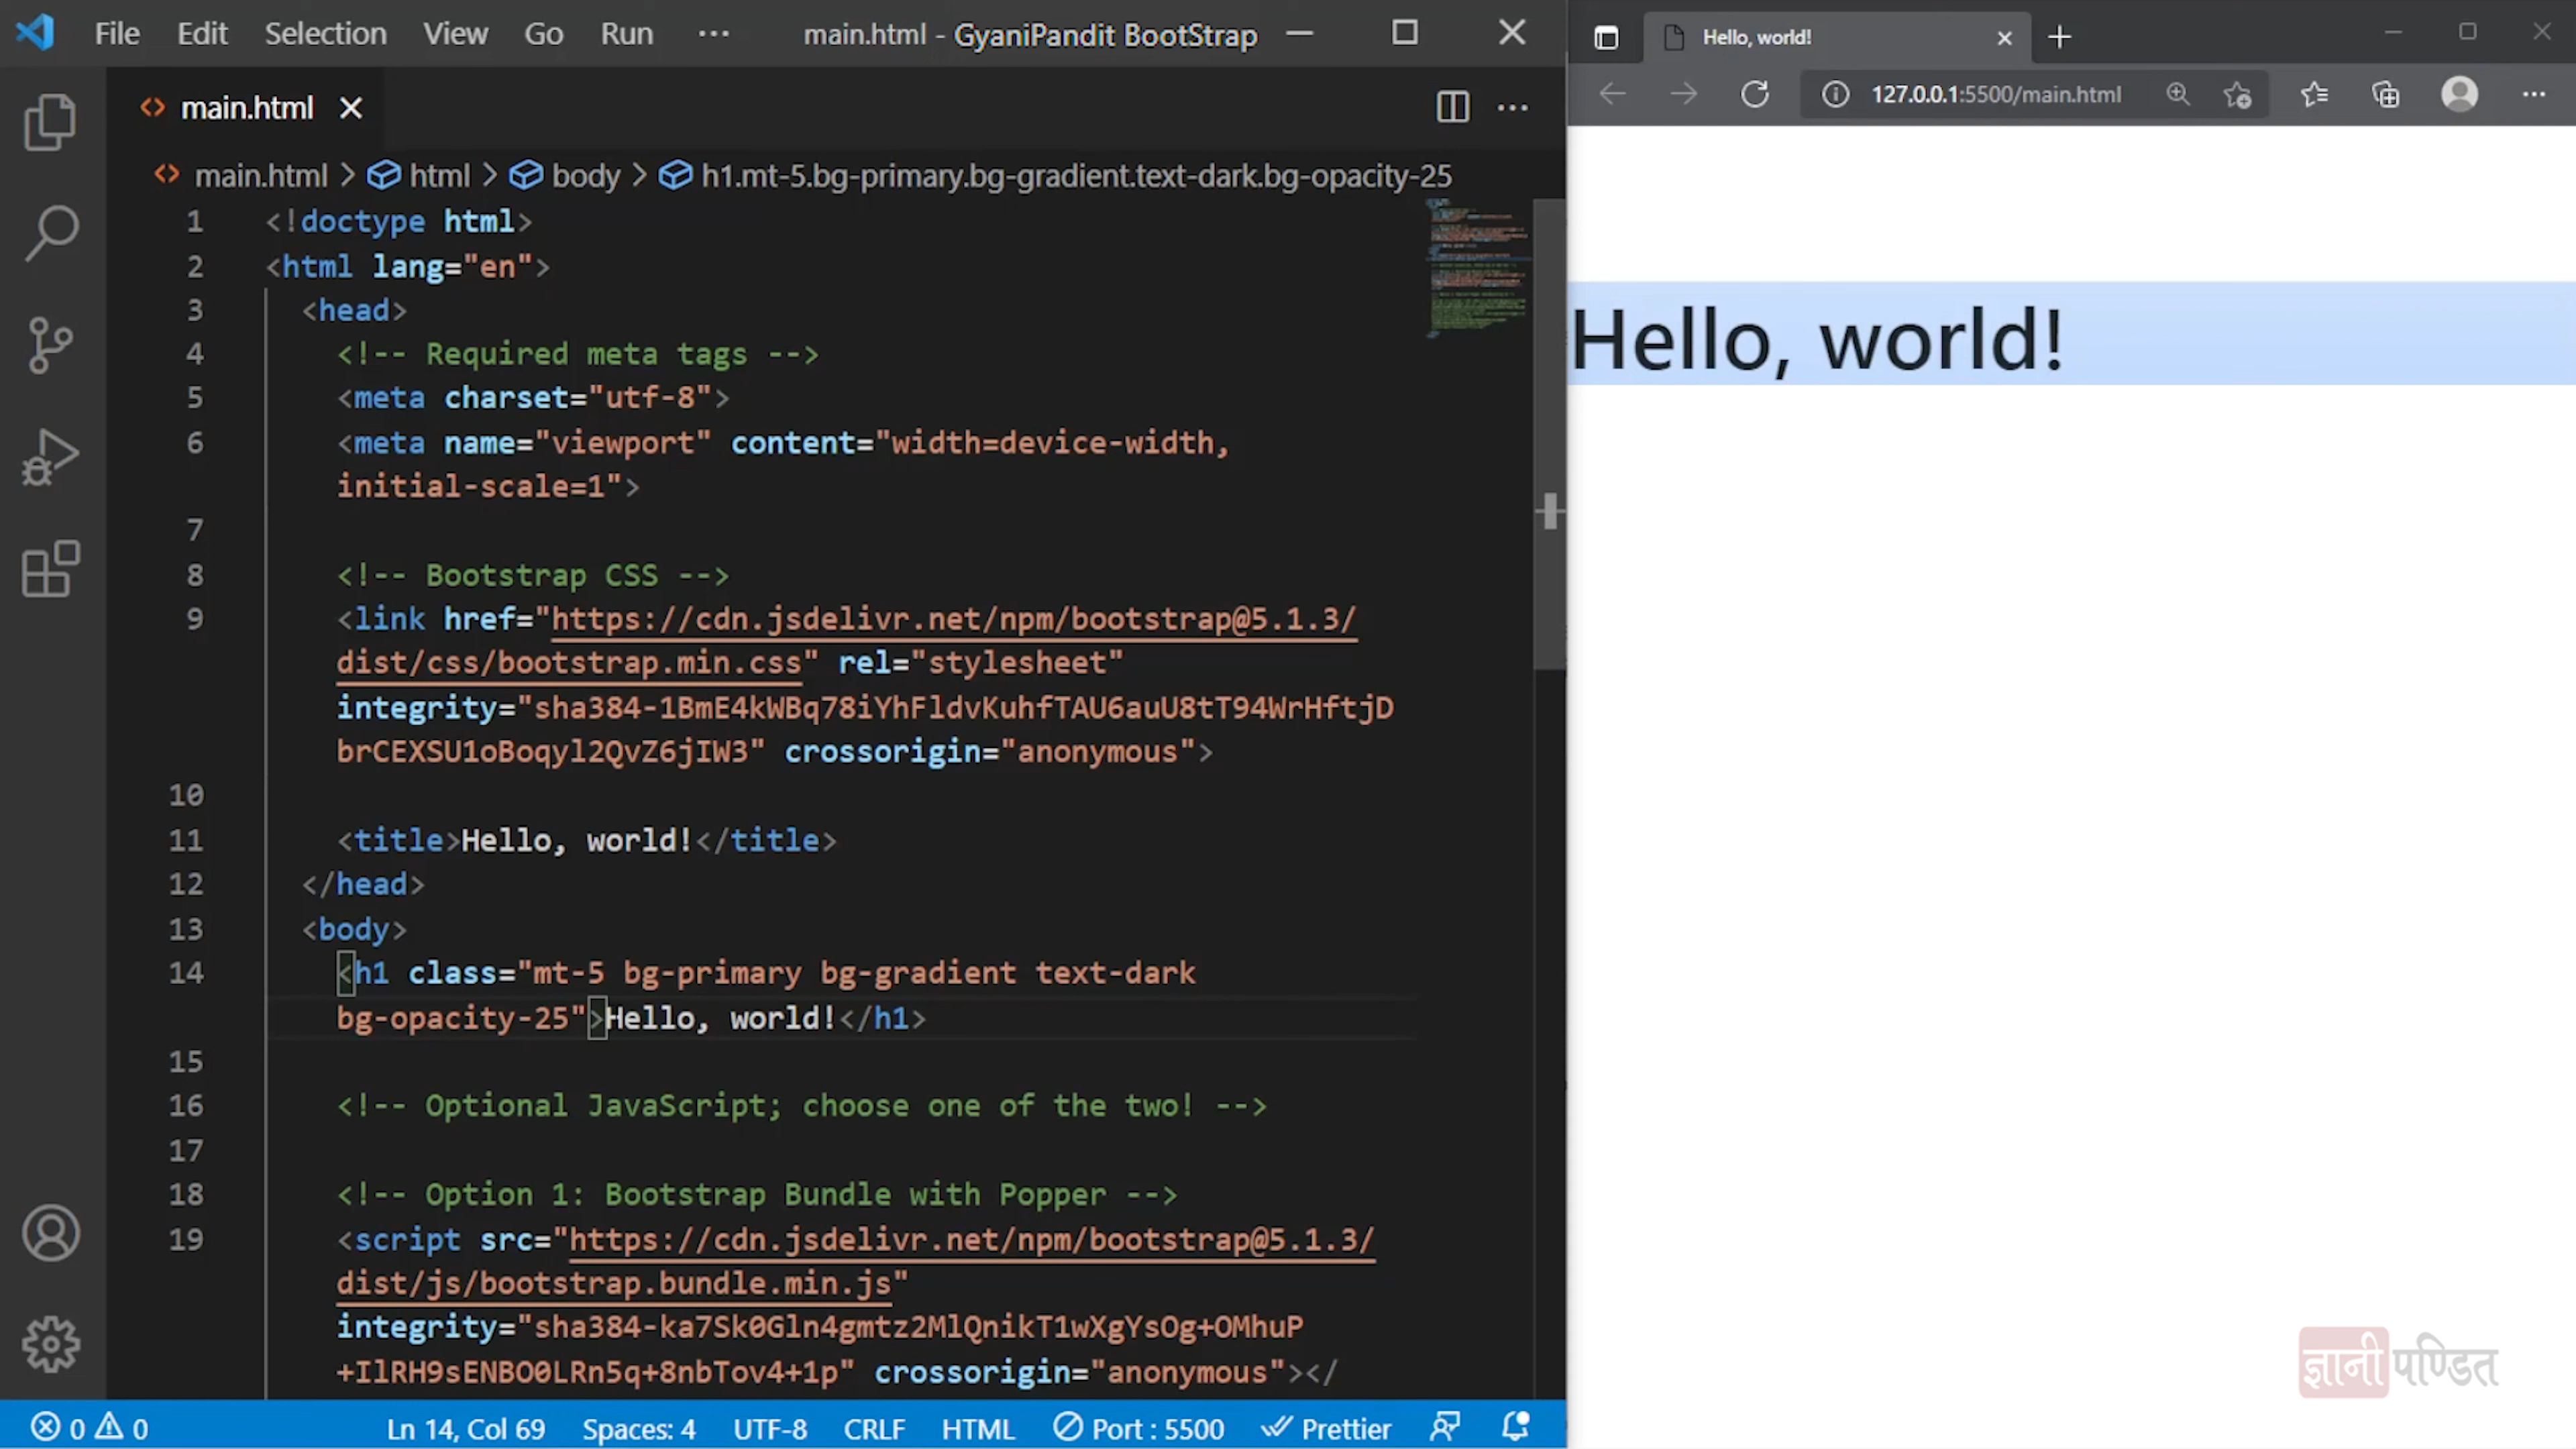 File Edit Selection View Go Run ··· main.html - GyaniPandit BootStrap
main.html
main.html > html > body > h1.mt-5.bg-primary.bg-gradient.text-dark.bg-opacity-25
1 <!doctype html>
2 <html lang="en">
3 <head>
4 <!-- Required meta tags -->
5 <meta charset="utf-8">
6 <meta name="viewport" content="width=device-width,
initial-scale=1">
7
8 <!-- Bootstrap CSS -->
9 <link href="https://cdn.jsdelivr.net/npm/bootstrap@5.1.3/
dist/css/bootstrap.min.css" rel="stylesheet"
integrity="sha384-1BmE4kWBq78iYhFldvKuhfTAU6auU8tT94WrHftjD
brCEXSU1oBoqyl2QvZ6jIW3" crossorigin="anonymous">
10
11 <title>Hello, world!</title>
12 </head>
13 <body>
14 <h1 class="mt-5 bg-primary bg-gradient text-dark
bg-opacity-25">Hello, world!</h1>
15
16 <!-- Optional JavaScript; choose one of the two! -->
17
18 <!-- Option 1: Bootstrap Bundle with Popper -->
19 <script src="https://cdn.jsdelivr.net/npm/bootstrap@5.1.3/
dist/js/bootstrap.bundle.min.js"
integrity="sha384-ka7Sk0Gln4gmtz2MlQnikT1wXgYsOg+OMhuP
+IlRH9sENBO0LRn5q+8nbTov4+1p" crossorigin="anonymous"></
0 0 Ln 14, Col 69 Spaces: 4 UTF-8 CRLF HTML Port : 5500 Prettier
Hello, world!
127.0.0.1:5500/main.html
Hello, world!
ज्ञानी पण्डित